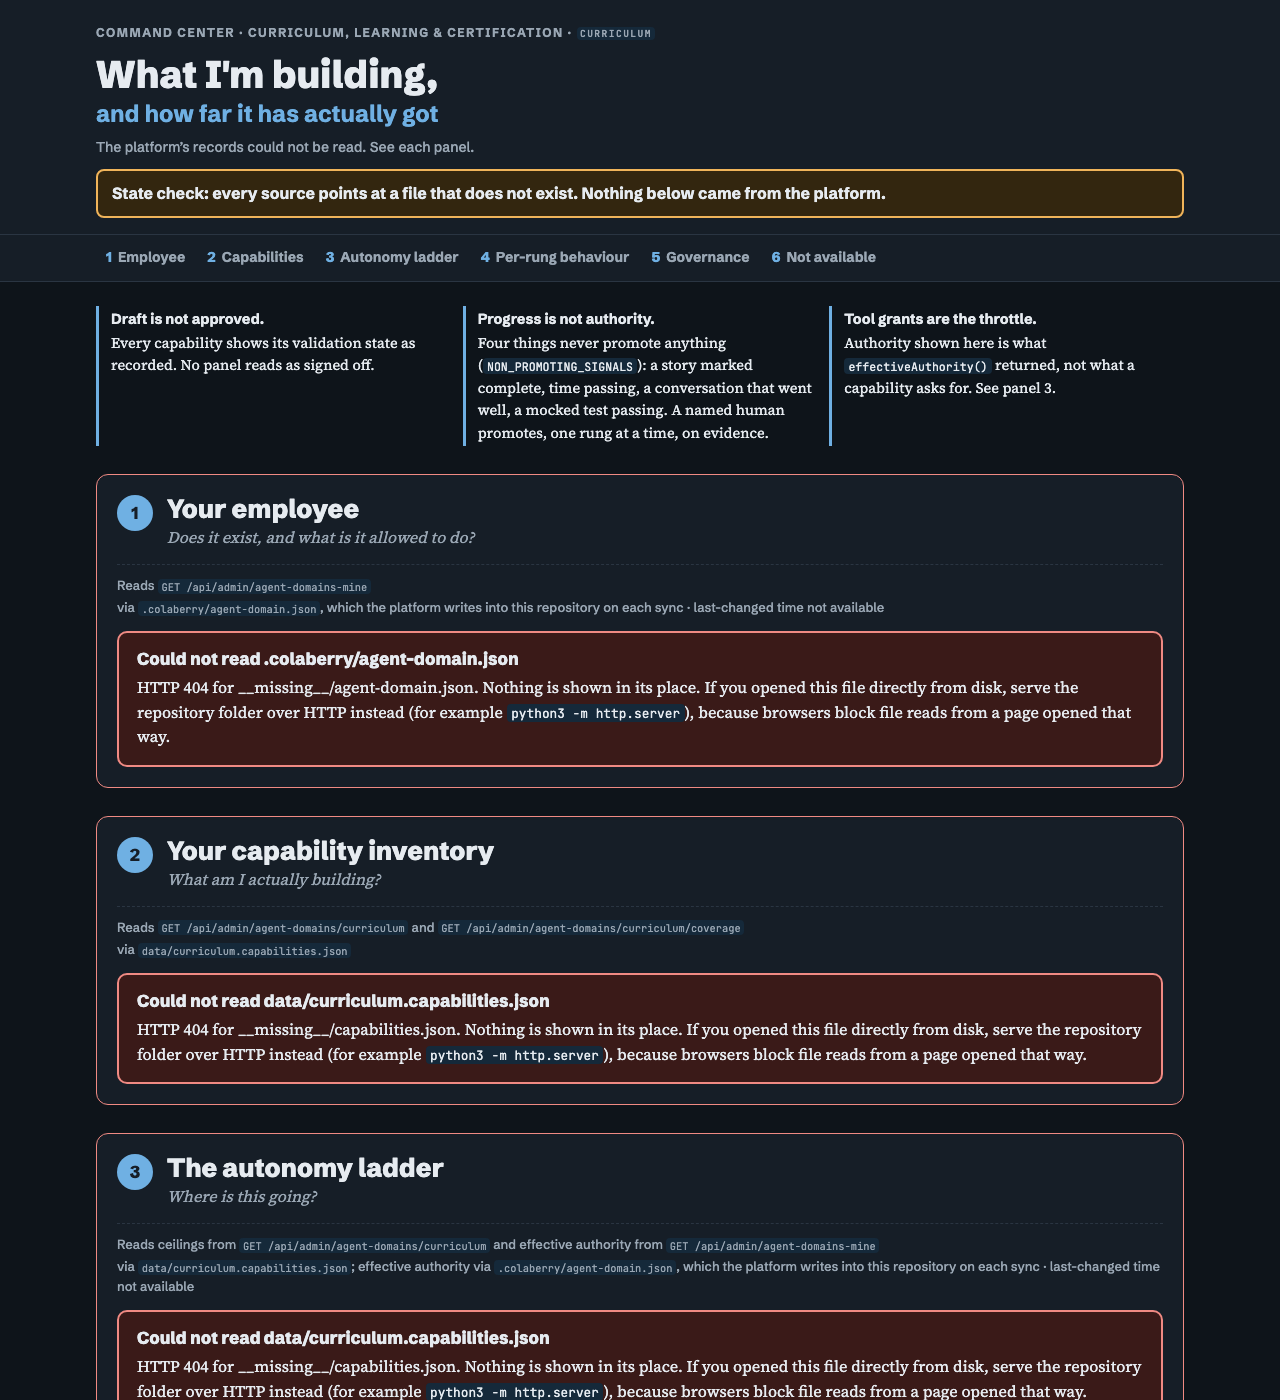 COMMAND CENTER · CURRICULUM, LEARNING & CERTIFICATION · CURRICULUM
What I'm building,
and how far it has actually got
The platform's records could not be read. See each panel.
State check: every source points at a file that does not exist. Nothing below came from the platform.
1 Employee 2 Capabilities 3 Autonomy ladder 4 Per-rung behaviour 5 Governance 6 Not available
Draft is not approved.
Every capability shows its validation state as
recorded. No panel reads as signed off.
Progress is not authority.
Four things never promote anything
(NON_PROMOTING_SIGNALS): a story marked
complete, time passing, a conversation that went
well, a mocked test passing. A named human
promotes, one rung at a time, on evidence.
Tool grants are the throttle.
Authority shown here is what
effectiveAuthority() returned, not what a
capability asks for. See panel 3.
1 Your employee
Does it exist, and what is it allowed to do?
Reads GET /api/admin/agent-domains-mine
via .colaberry/agent-domain.json, which the platform writes into this repository on each sync · last-changed time not available
Could not read .colaberry/agent-domain.json
HTTP 404 for __missing__/agent-domain.json. Nothing is shown in its place. If you opened this file directly from disk, serve the
repository folder over HTTP instead (for example python3 -m http.server), because browsers block file reads from a page opened that
way.
2 Your capability inventory
What am I actually building?
Reads GET /api/admin/agent-domains/curriculum and GET /api/admin/agent-domains/curriculum/coverage
via data/curriculum.capabilities.json
Could not read data/curriculum.capabilities.json
HTTP 404 for __missing__/capabilities.json. Nothing is shown in its place. If you opened this file directly from disk, serve the repository
folder over HTTP instead (for example python3 -m http.server), because browsers block file reads from a page opened that way.
3 The autonomy ladder
Where is this going?
Reads ceilings from GET /api/admin/agent-domains/curriculum and effective authority from GET /api/admin/agent-domains-mine
via data/curriculum.capabilities.json; effective authority via .colaberry/agent-domain.json, which the platform writes into this repository on each sync · last-changed time
not available
Could not read data/curriculum.capabilities.json
HTTP 404 for __missing__/capabilities.json. Nothing is shown in its place. If you opened this file directly from disk, serve the repository
folder over HTTP instead (for example python3 -m http.server), because browsers block file reads from a page opened that way.